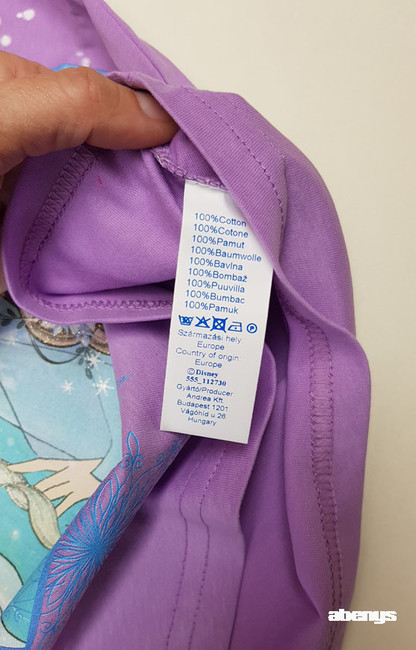 100%Cotton
100%Cotone
100%Pamut
100%Baumwolle
100%Bavlna
100%Bombaž
100%Puuvilla
100%Bumbac
100%Pamuk
Származási hely:
Europe
Country of origin:
Europe
©Disney
555_112730
Gyártó/Producer
Andrea Kft.
Budapest 1201
Vágóhíd u 26
Hungary
abenys